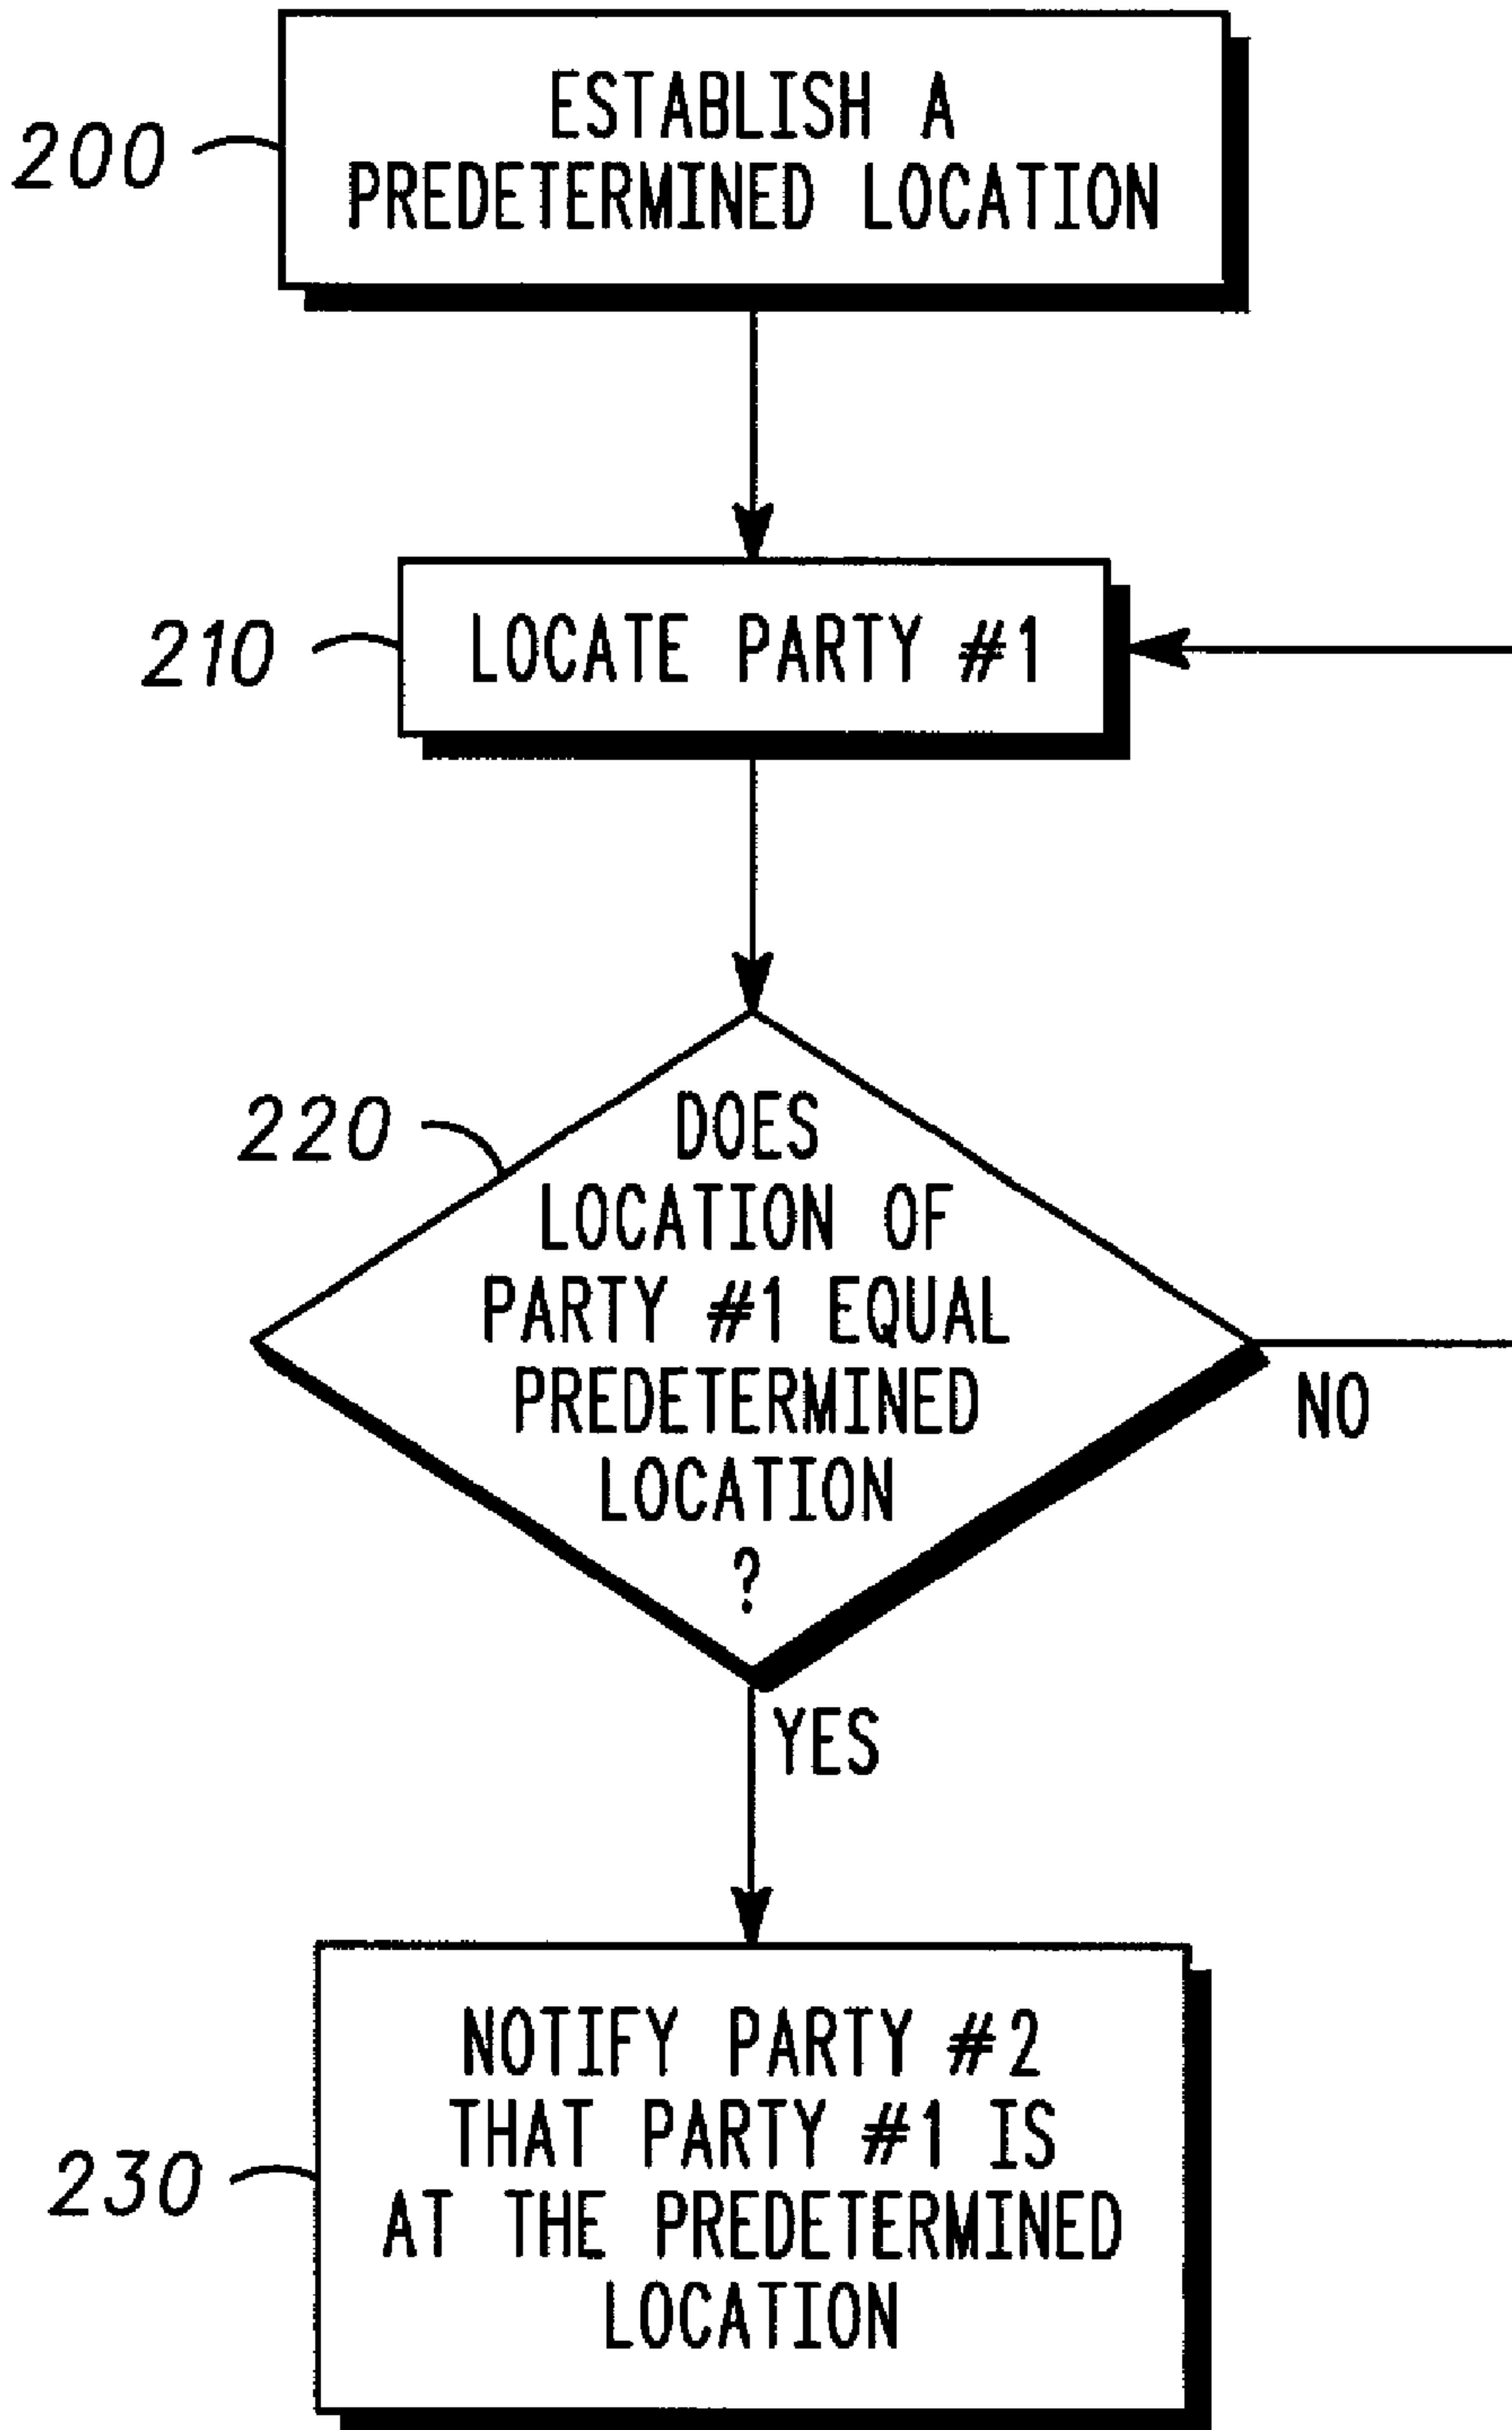 200
ESTABLISH A
PREDETERMINED LOCATION
210
LOCATE PARTY #1
220
DOES
LOCATION OF
PARTY #1 EQUAL
PREDETERMINED
LOCATION
?
NO
YES
230
NOTIFY PARTY #2
THAT PARTY #1 IS
AT THE PREDETERMINED
LOCATION